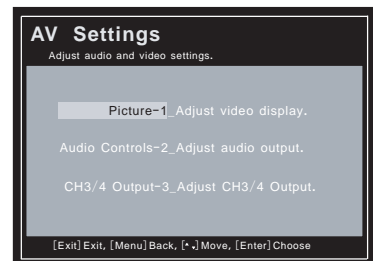 AV Settings
Adjust audio and video settings.
Picture-1_Adjust video display.
Audio Controls-2_Adjust audio output.
CH3/4 Output-3_Adjust CH3/4 Output.
[Exit] Exit, [Menu] Back, [▲▼] Move, [Enter] Choose